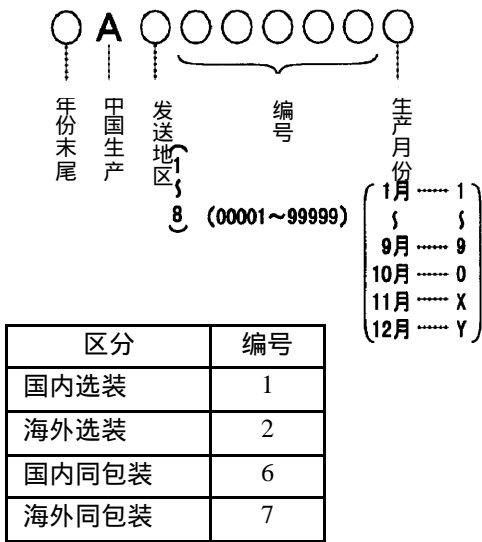 A
年份末尾
中国生产
发送地区
(1~8)
编号
(00001~99999)
生产月份
1月……1
~ ~
9月……9
10月……0
11月……X
12月……Y
区分 编号
国内选装 1
海外选装 2
国内同包装 6
海外同包装 7